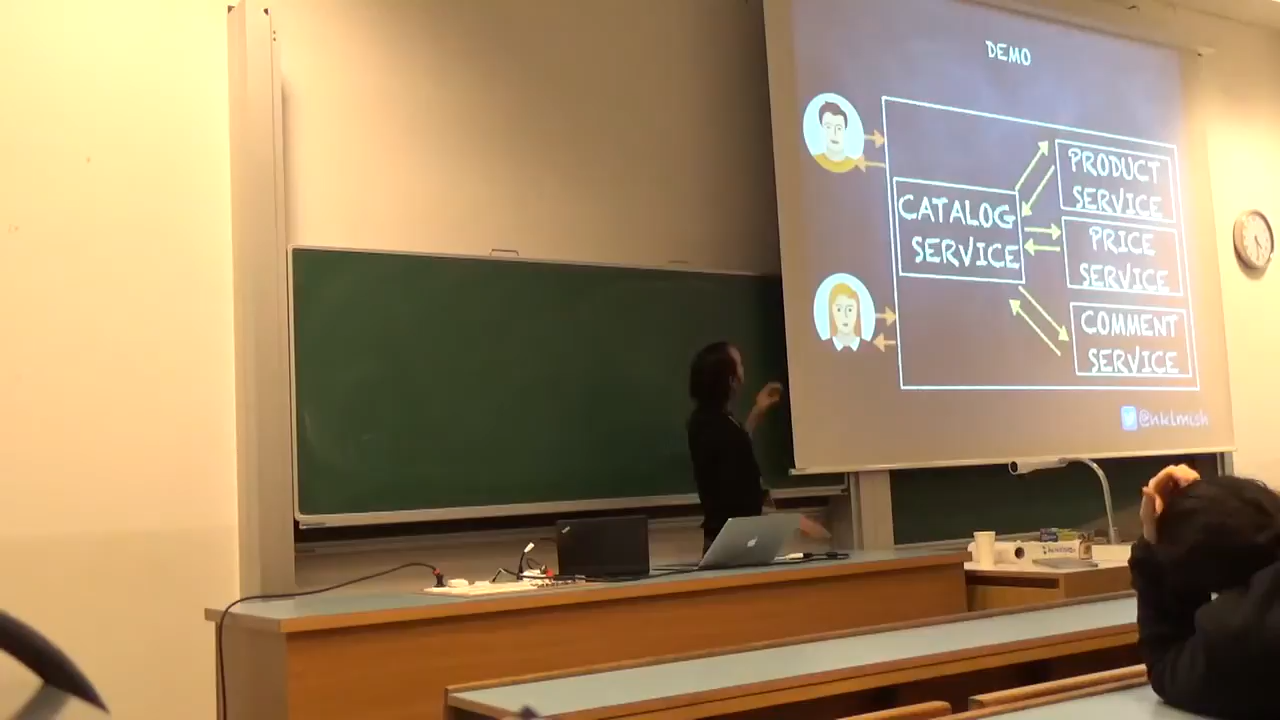 DEMO
PRODUCT
SERVICE
CATALOG
SERVICE
PRICE
SERVICE
COMMENT
SERVICE
@nklmish